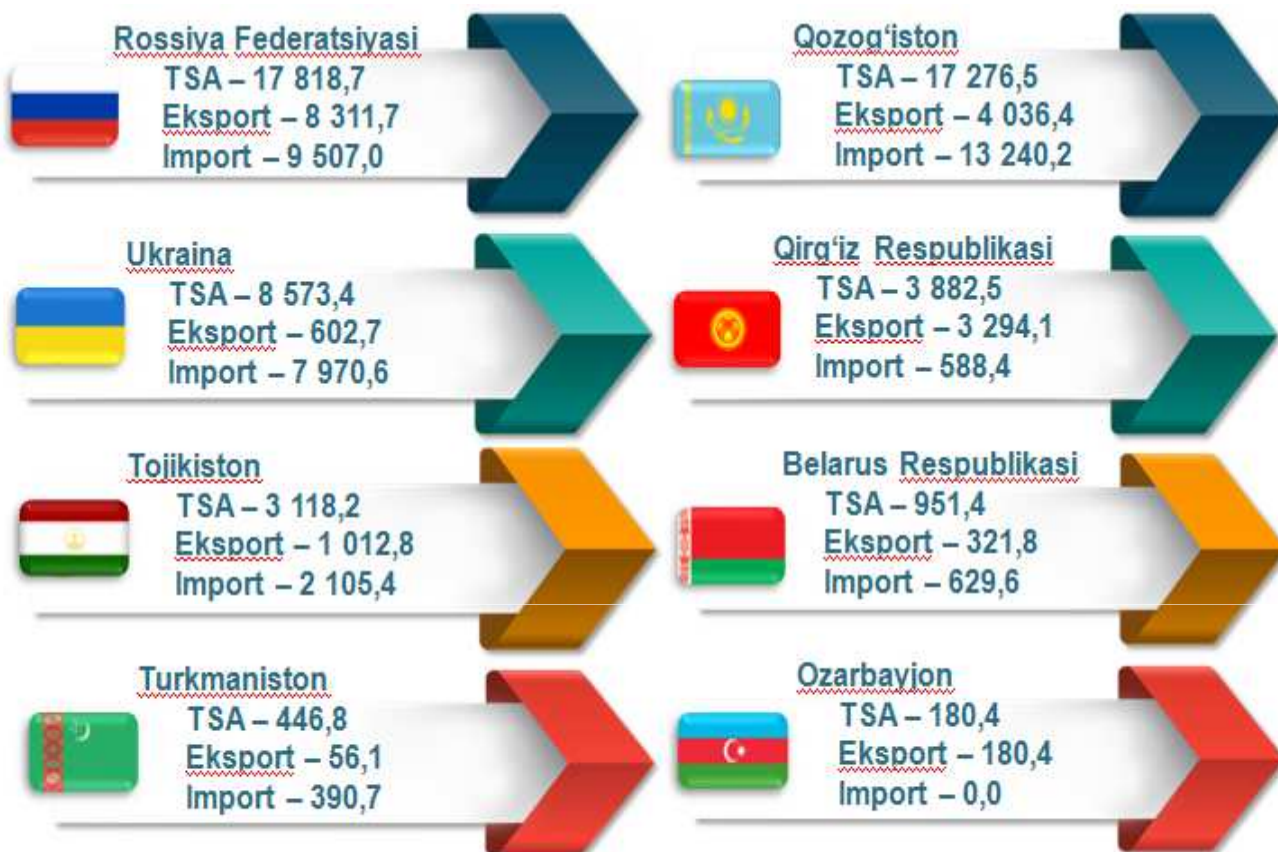 Rossiya Federatsiyasi
TSA – 17 818,7
Eksport – 8 311,7
Import – 9 507,0
Qozog‘iston
TSA – 17 276,5
Eksport – 4 036,4
Import – 13 240,2
Ukraina
TSA – 8 573,4
Eksport – 602,7
Import – 7 970,6
Qirg‘iz Respublikasi
TSA – 3 882,5
Eksport – 3 294,1
Import – 588,4
Tojikiston
TSA – 3 118,2
Eksport – 1 012,8
Import – 2 105,4
Belarus Respublikasi
TSA – 951,4
Eksport – 321,8
Import – 629,6
Turkmaniston
TSA – 446,8
Eksport – 56,1
Import – 390,7
Ozarbayjon
TSA – 180,4
Eksport – 180,4
Import – 0,0